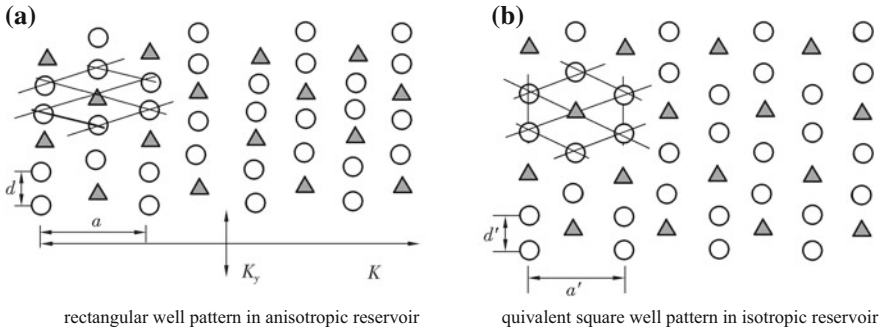 (a)
d
a
K_y
K
rectangular well pattern in anisotropic reservoir
(b)
d'
a'
quivalent square well pattern in isotropic reservoir